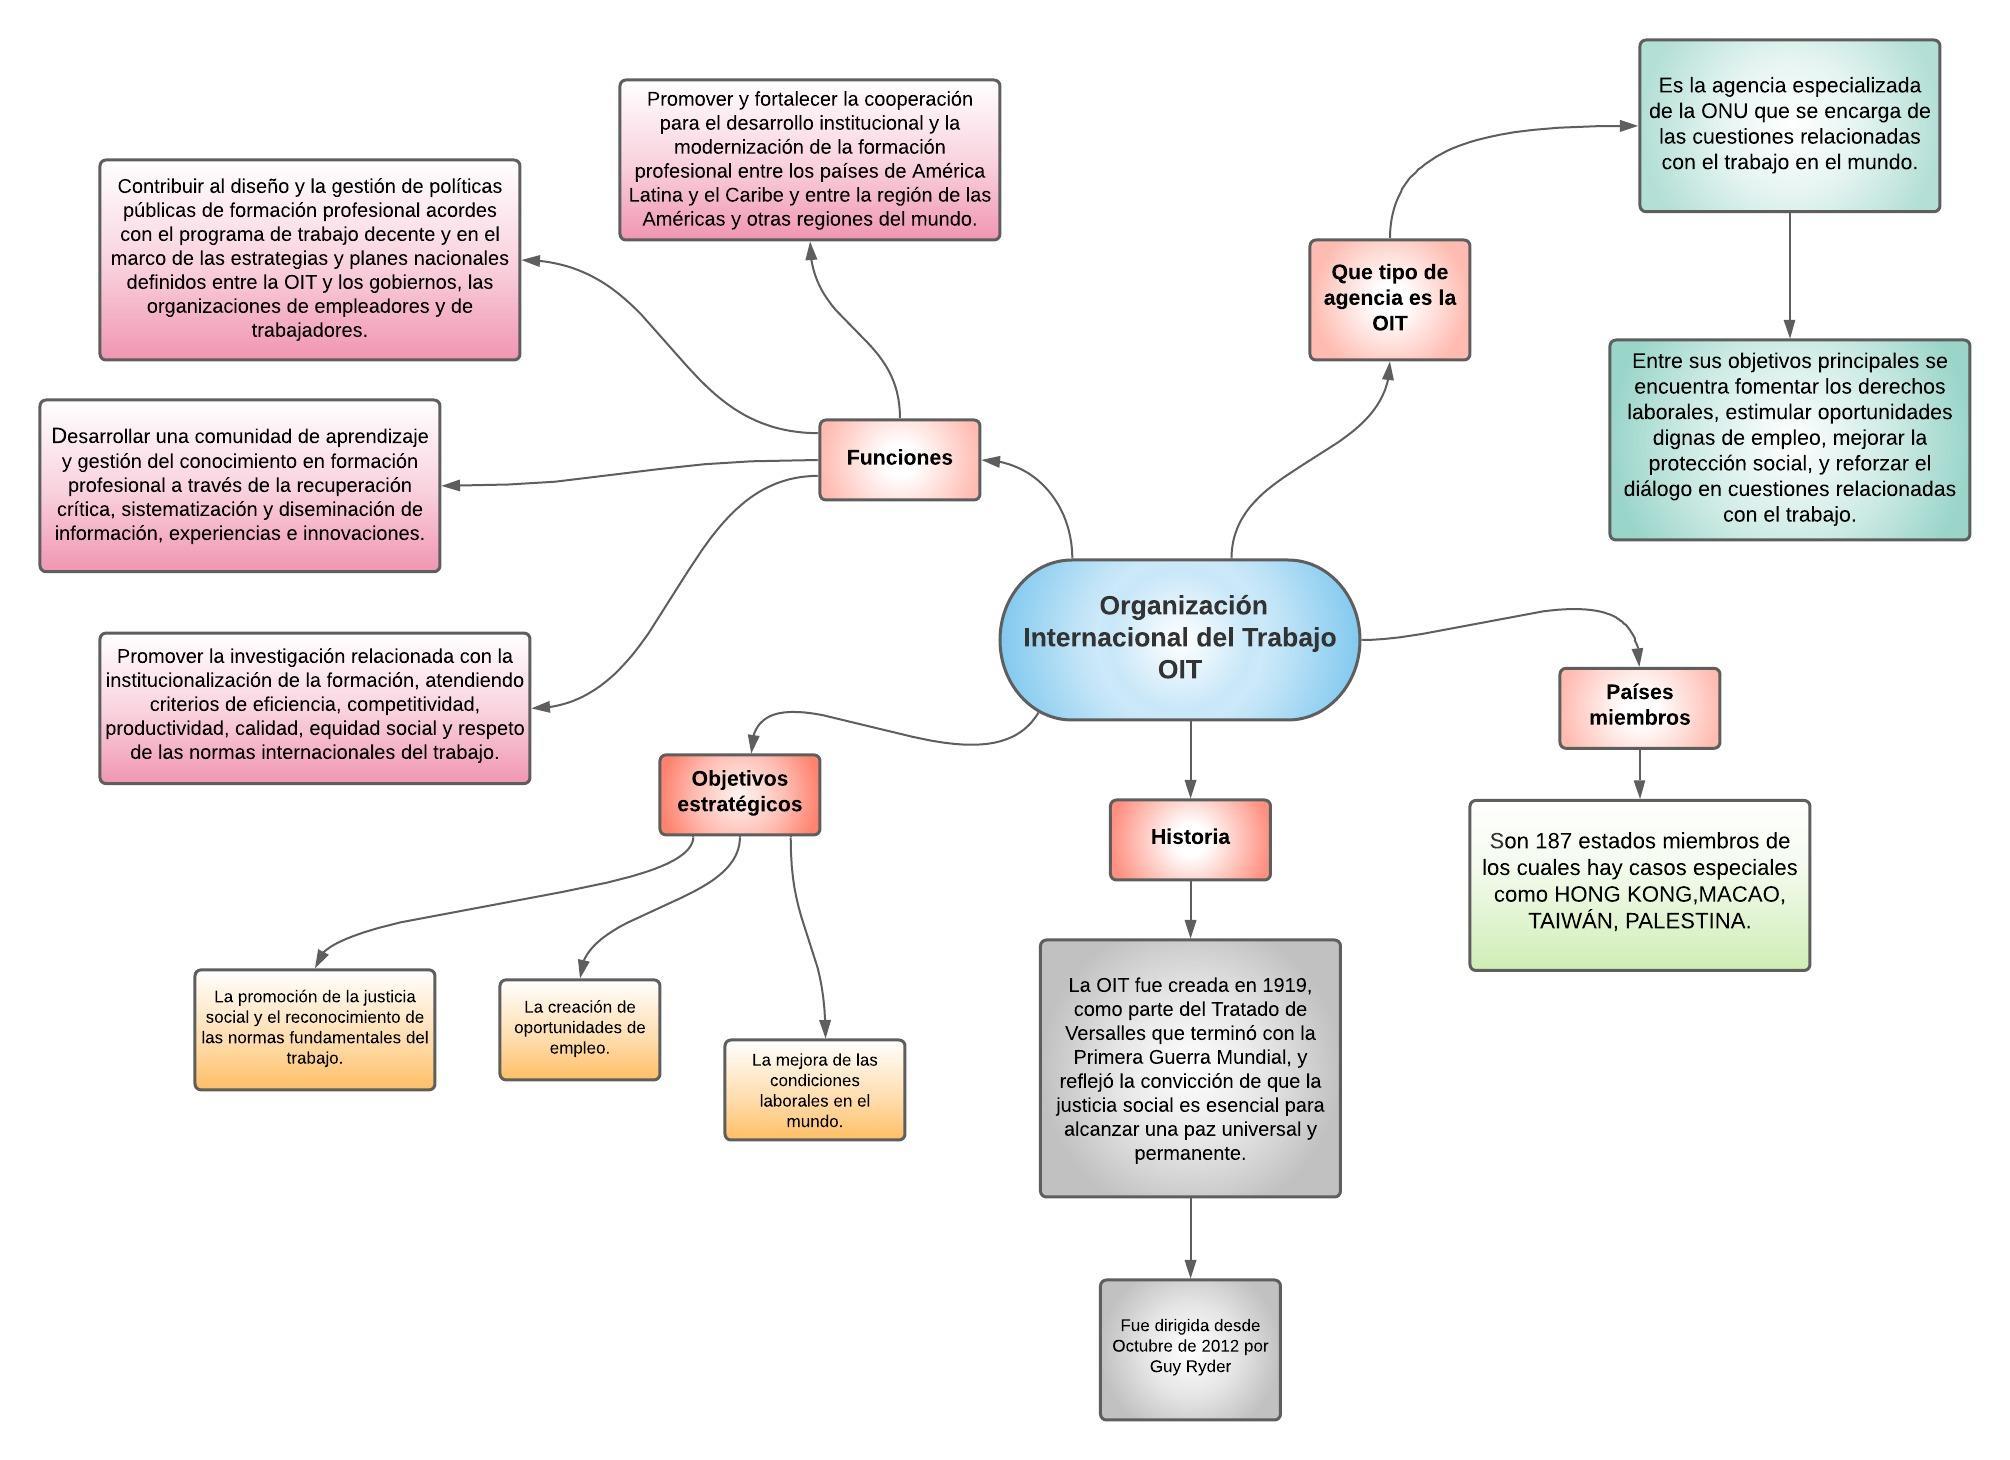 Organización
Internacional del Trabajo
OIT
Funciones
Promover y fortalecer la cooperación
para el desarrollo institucional y la
modernización de la formación
profesional entre los países de América
Latina y el Caribe y entre la región de las
Américas y otras regiones del mundo.
Contribuir al diseño y la gestión de políticas
públicas de formación profesional acordes
con el programa de trabajo decente y en el
marco de las estrategias y planes nacionales
definidos entre la OIT y los gobiernos, las
organizaciones de empleadores y de
trabajadores.
Desarrollar una comunidad de aprendizaje
y gestión del conocimiento en formación
profesional a través de la recuperación
crítica, sistematización y diseminación de
información, experiencias e innovaciones.
Promover la investigación relacionada con la
institucionalización de la formación, atendiendo
criterios de eficiencia, competitividad,
productividad, calidad, equidad social y respeto
de las normas internacionales del trabajo.
Que tipo de
agencia es la
OIT
Es la agencia especializada
de la ONU que se encarga de
las cuestiones relacionadas
con el trabajo en el mundo.
Entre sus objetivos principales se
encuentra fomentar los derechos
laborales, estimular oportunidades
dignas de empleo, mejorar la
protección social, y reforzar el
diálogo en cuestiones relacionadas
con el trabajo.
Países
miembros
Son 187 estados miembros de
los cuales hay casos especiales
como HONG KONG,MACAO,
TAIWÁN, PALESTINA.
Objetivos
estratégicos
La promoción de la justicia
social y el reconocimiento de
las normas fundamentales del
trabajo.
La creación de
oportunidades de
empleo.
La mejora de las
condiciones
laborales en el
mundo.
Historia
La OIT fue creada en 1919,
como parte del Tratado de
Versalles que terminó con la
Primera Guerra Mundial, y
reflejó la convicción de que la
justicia social es esencial para
alcanzar una paz universal y
permanente.
Fue dirigida desde
Octubre de 2012 por
Guy Ryder